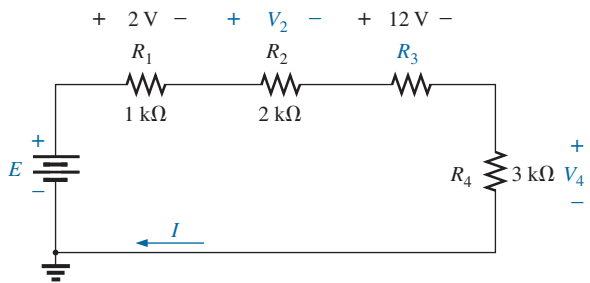 + 2 V − + V₂ − + 12 V −
R₁ R₂ R₃
1 kΩ 2 kΩ
+
E
−
R₄ 3 kΩ
+
V₄
−
I